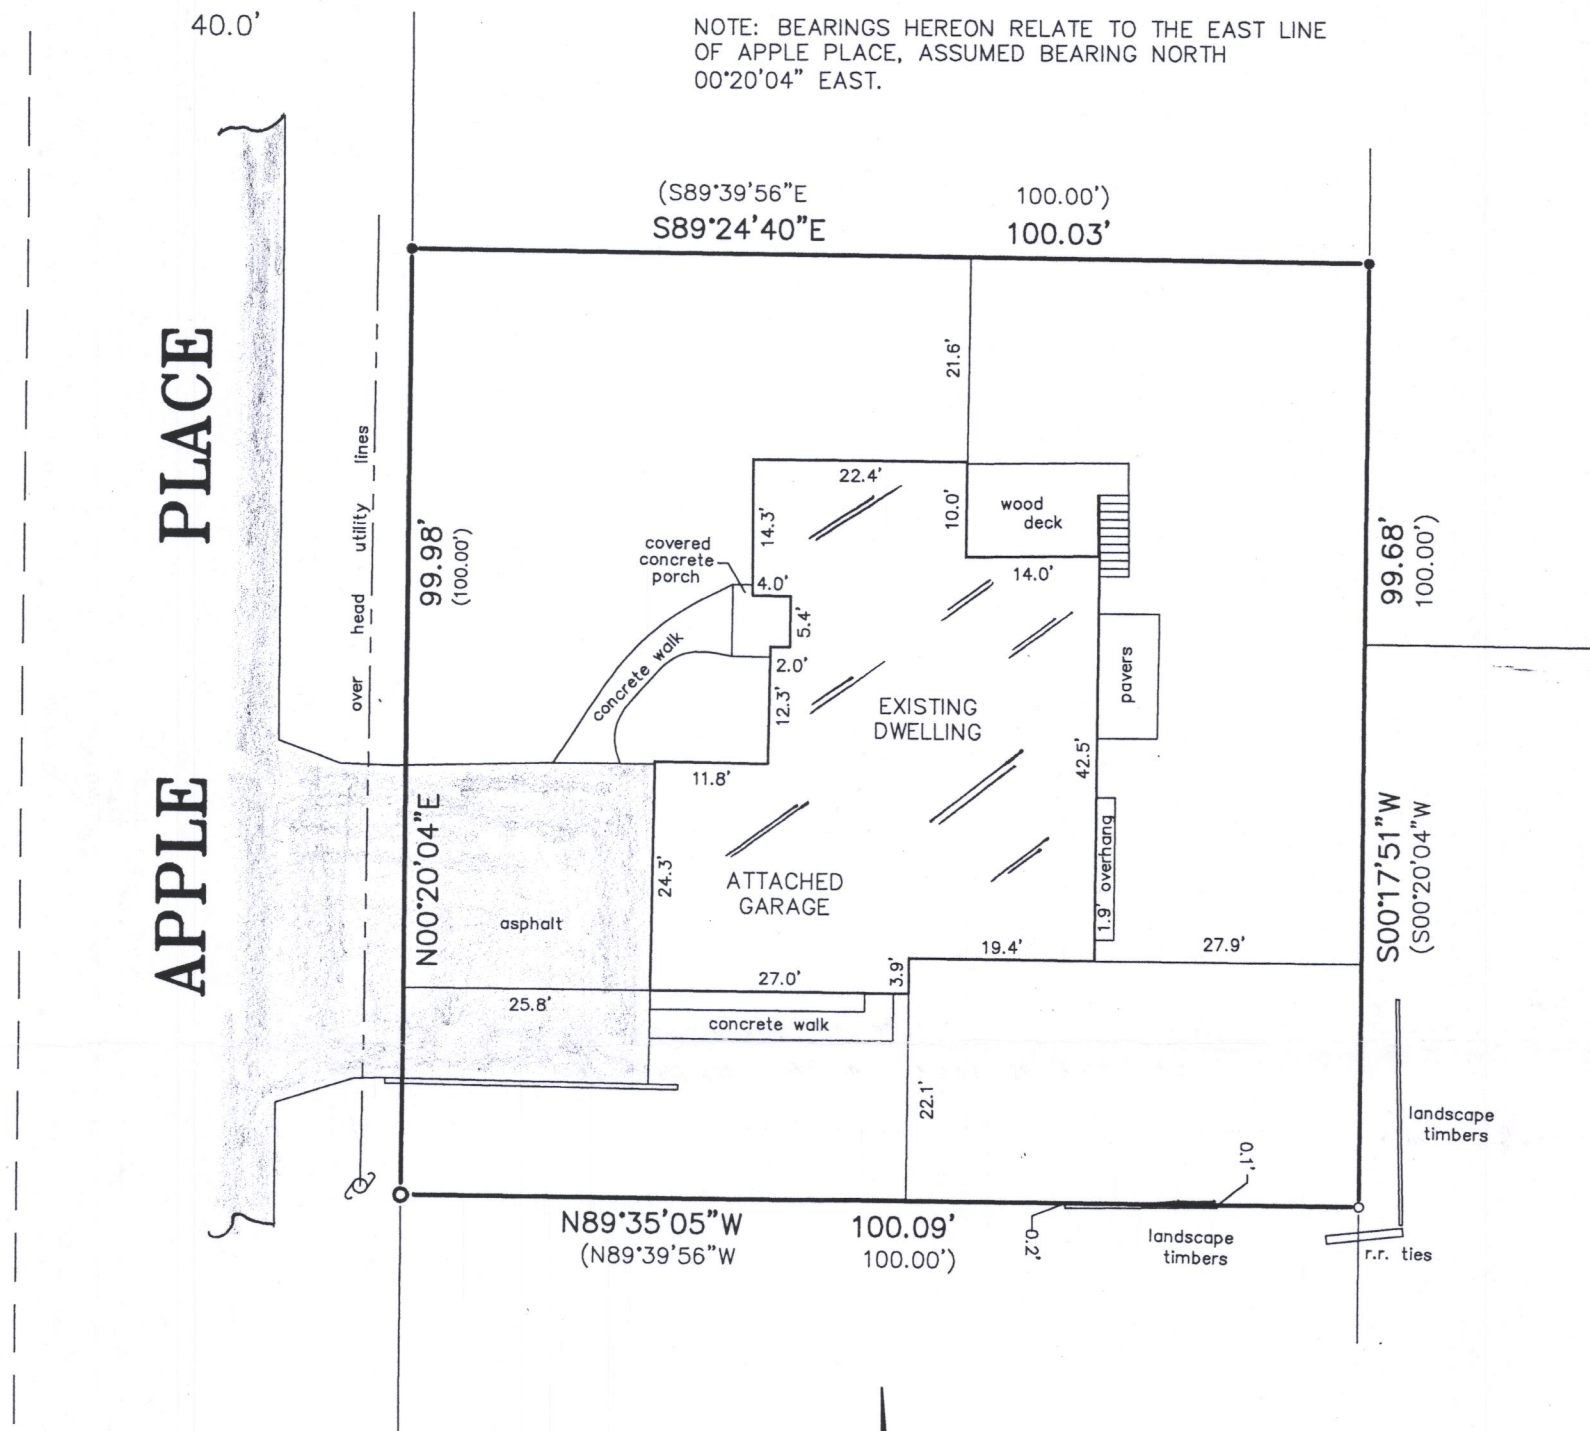 40.0'
NOTE: BEARINGS HEREON RELATE TO THE EAST LINE
OF APPLE PLACE, ASSUMED BEARING NORTH
00°20'04" EAST.
(S89°39'56"E 100.00')
S89°24'40"E 100.03'
APPLE PLACE
over head utility lines
99.98'
(100.00')
N00°20'04"E
21.6'
22.4'
14.3'
10.0'
wood
deck
14.0'
covered
concrete
porch
4.0'
5.4'
2.0'
12.3'
concrete walk
EXISTING
DWELLING
pavers
42.5'
11.8'
24.3'
ATTACHED
GARAGE
1.9' overhang
asphalt
19.4'
27.9'
27.0'
3.9'
25.8'
concrete walk
22.1'
99.68'
100.00')
S00°17'51"W
(S00°20'04"W
landscape
timbers
0.1'
0.2'
landscape
timbers
r.r. ties
N89°35'05"W 100.09'
(N89°39'56"W 100.00')